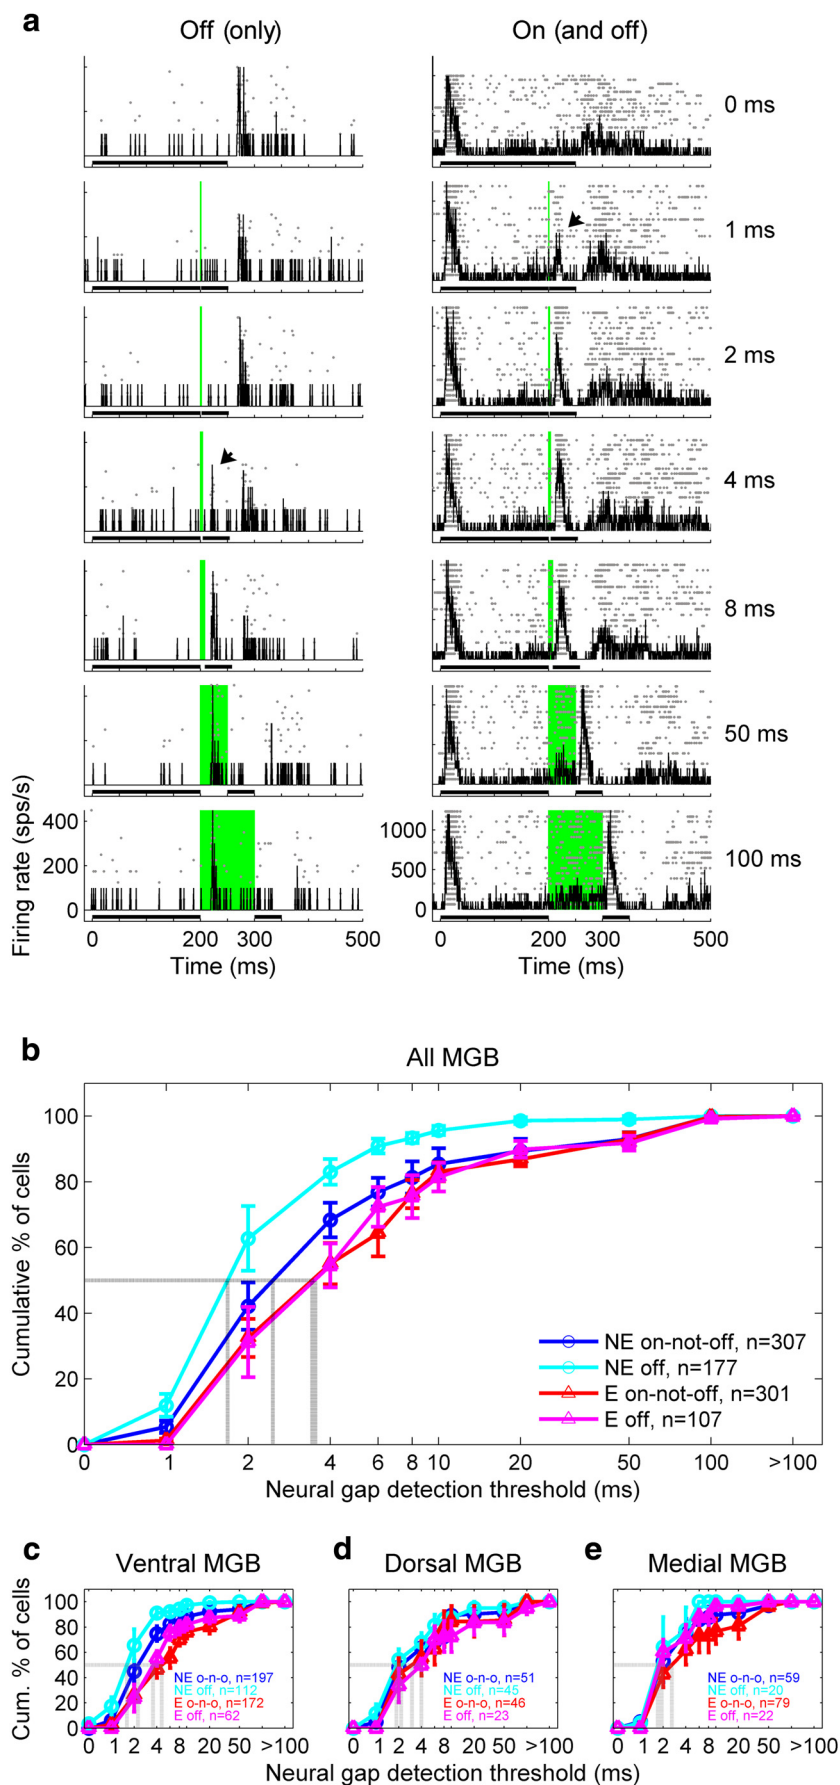 a
Off (only)
On (and off)
0 ms
1 ms
2 ms
4 ms
8 ms
50 ms
100 ms
Firing rate (sps/s)
400
200
0
1000
500
0
0 200 300 500
0 200 300 500
Time (ms)
Time (ms)
b
All MGB
Cumulative % of cells
100
80
60
40
20
0
NE on-not-off, n=307
NE off, n=177
E on-not-off, n=301
E off, n=107
0 1 2 4 6 8 10 20 50 100 >100
Neural gap detection threshold (ms)
c
Ventral MGB
d
Dorsal MGB
e
Medial MGB
Cum. % of cells
100
80
60
50
40
20
0
NE o-n-o, n=197
NE off, n=112
E o-n-o, n=172
E off, n=62
NE o-n-o, n=51
NE off, n=45
E o-n-o, n=46
E off, n=23
NE o-n-o, n=59
NE off, n=20
E o-n-o, n=79
E off, n=22
0 1 2 4 8 20 50 >100
0 1 2 4 8 20 50 >100
0 1 2 4 8 20 50 >100
Neural gap detection threshold (ms)